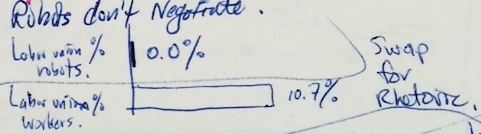 Robots don't Negotiate.
Labor union %
robots.
0.0%
Labor union %
workers.
10.7%
Swap
for
Rhetoric.